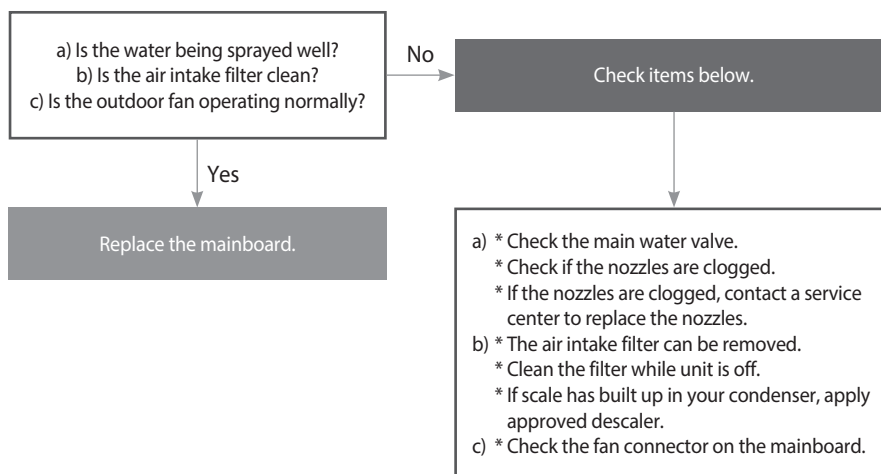 a) Is the water being sprayed well?
b) Is the air intake filter clean?
c) Is the outdoor fan operating normally?
No
Check items below.
Yes
Replace the mainboard.
a) * Check the main water valve.
* Check if the nozzles are clogged.
* If the nozzles are clogged, contact a service
center to replace the nozzles.
b) * The air intake filter can be removed.
* Clean the filter while unit is off.
* If scale has built up in your condenser, apply
approved descaler.
c) * Check the fan connector on the mainboard.